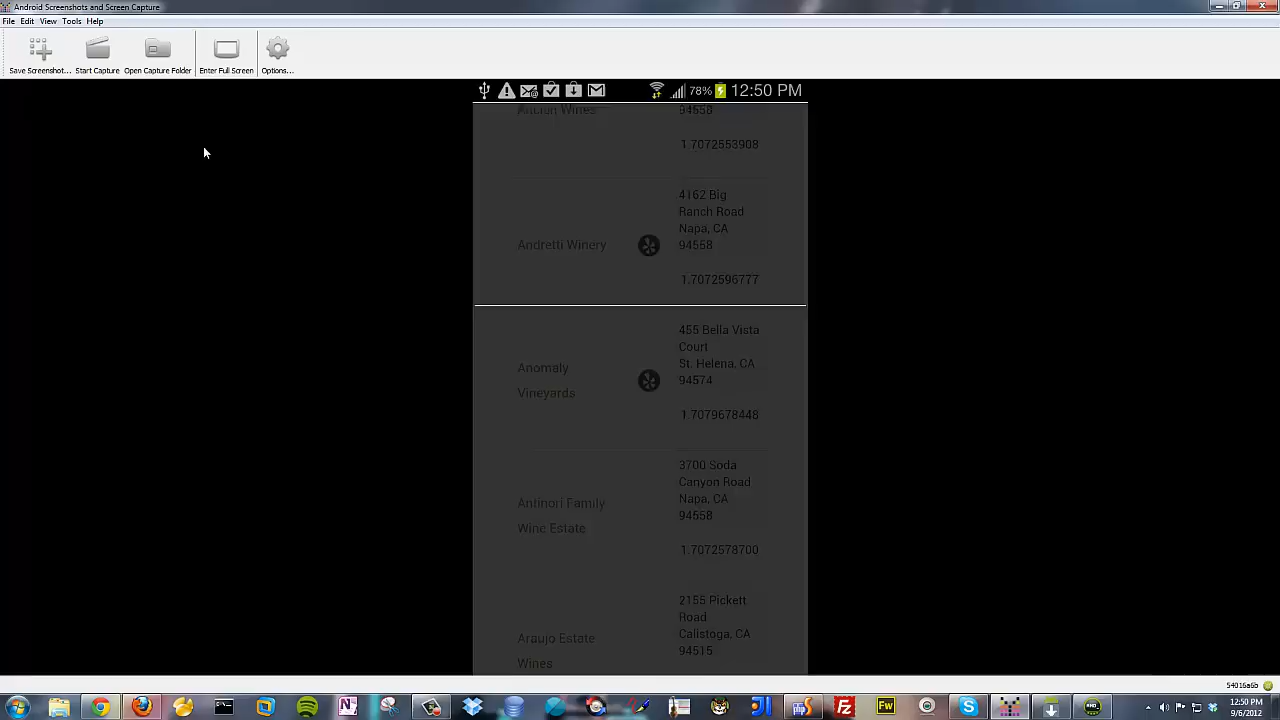 Android Screenshots and Screen Capture
File Edit View Tools Help
Save Screenshot... Start Capture Open Capture Folder Enter Full Screen Options...
78% 12:50 PM
Aucion Wines 94558
1.7072553908
4162 Big
Ranch Road
Napa, CA
Andretti Winery 94558
1.7072596777
455 Bella Vista
Court
St. Helena, CA
Anomaly
Vineyards
94574
1.7079678448
3700 Soda
Canyon Road
Napa, CA
Antinori Family
Wine Estate
94558
1.7072578700
2155 Pickett
Road
Calistoga, CA
Araujo Estate
Wines
94515
54016a6b
12:50 PM
9/6/2012